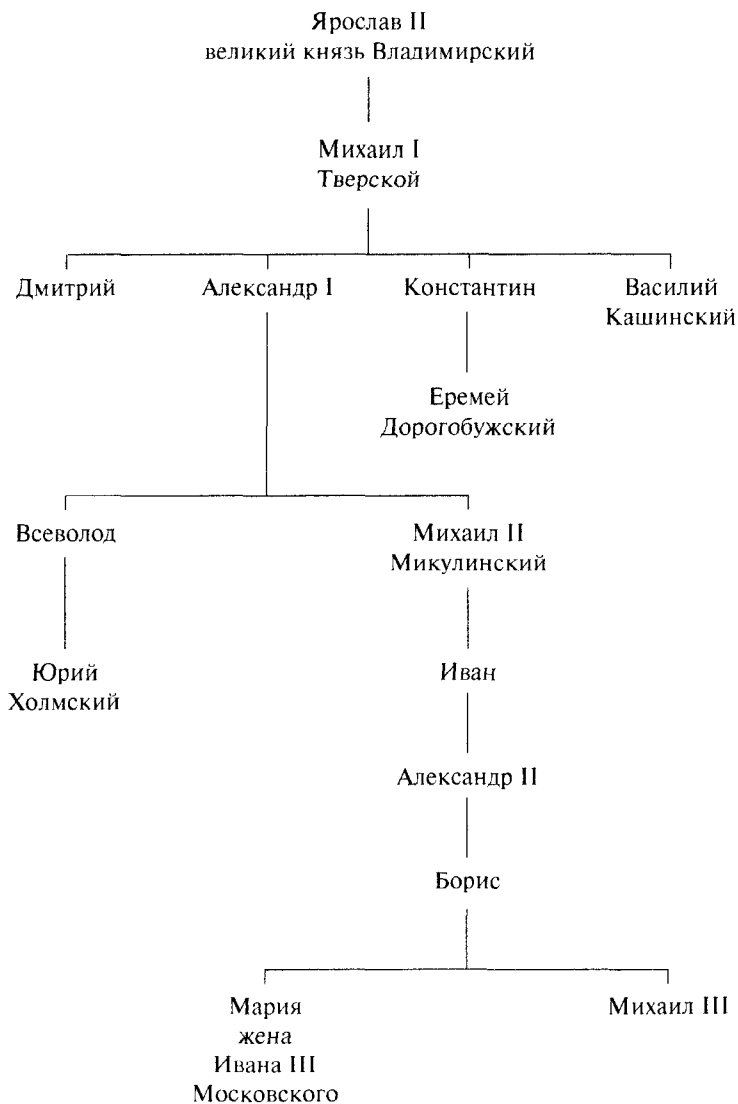 Ярослав II
великий князь Владимирский
Михаил I
Тверской
Дмитрий
Александр I
Константин
Василий
Кашинский
Еремей
Дорогобужский
Всеволод
Михаил II
Микулинский
Юрий
Холмский
Иван
Александр II
Борис
Мария
жена
Ивана III
Московского
Михаил III